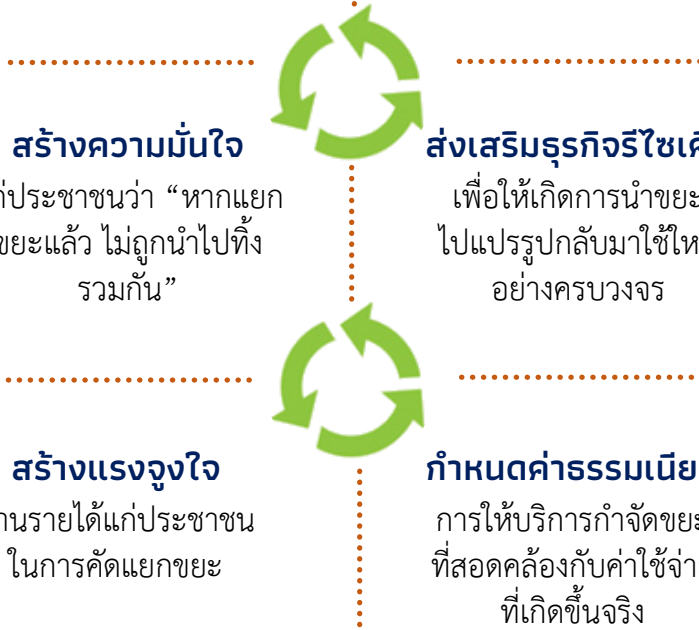 สร้างความมั่นใจ
ก่ประชาชนว่า “หากแยก
ขยะแล้ว ไม่ถูกนำไปทิ้ง
รวมกัน”
ส่งเสริมธุรกิจรีไซเคิ
เพื่อให้เกิดการนำขยะ
ไปแปรรูปกลับมาใช้ให
อย่างครบวงจร
สร้างแรงจูงใจ
านรายได้แก่ประชาชน
ในการคัดแยกขยะ
กำหนดค่าธรรมเนีย
การให้บริการกำจัดขยะ
ที่สอดคล้องกับค่าใช้จ่า
ที่เกิดขึ้นจริง